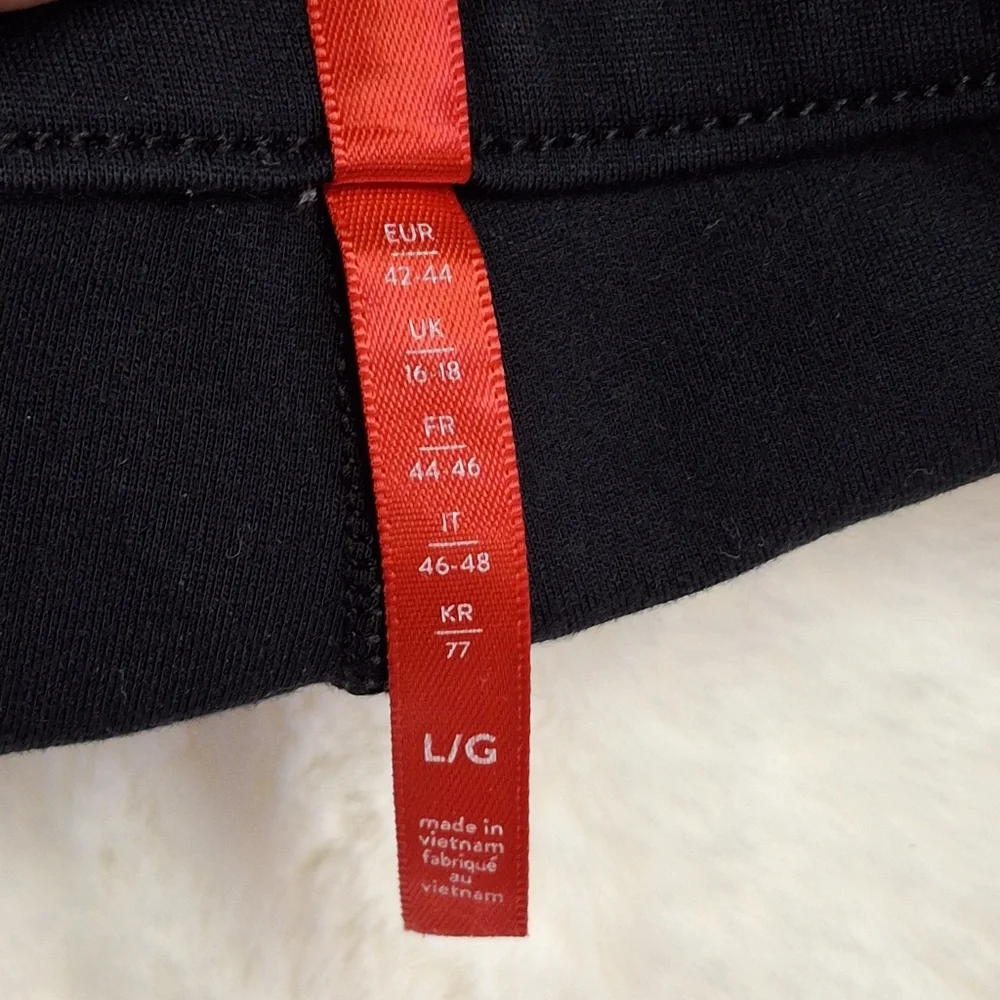 EUR
42-44
UK
16-18
FR
44-46
IT
46-48
KR
77
L/G
made in
vietnam
fabriqué
au
vietnam